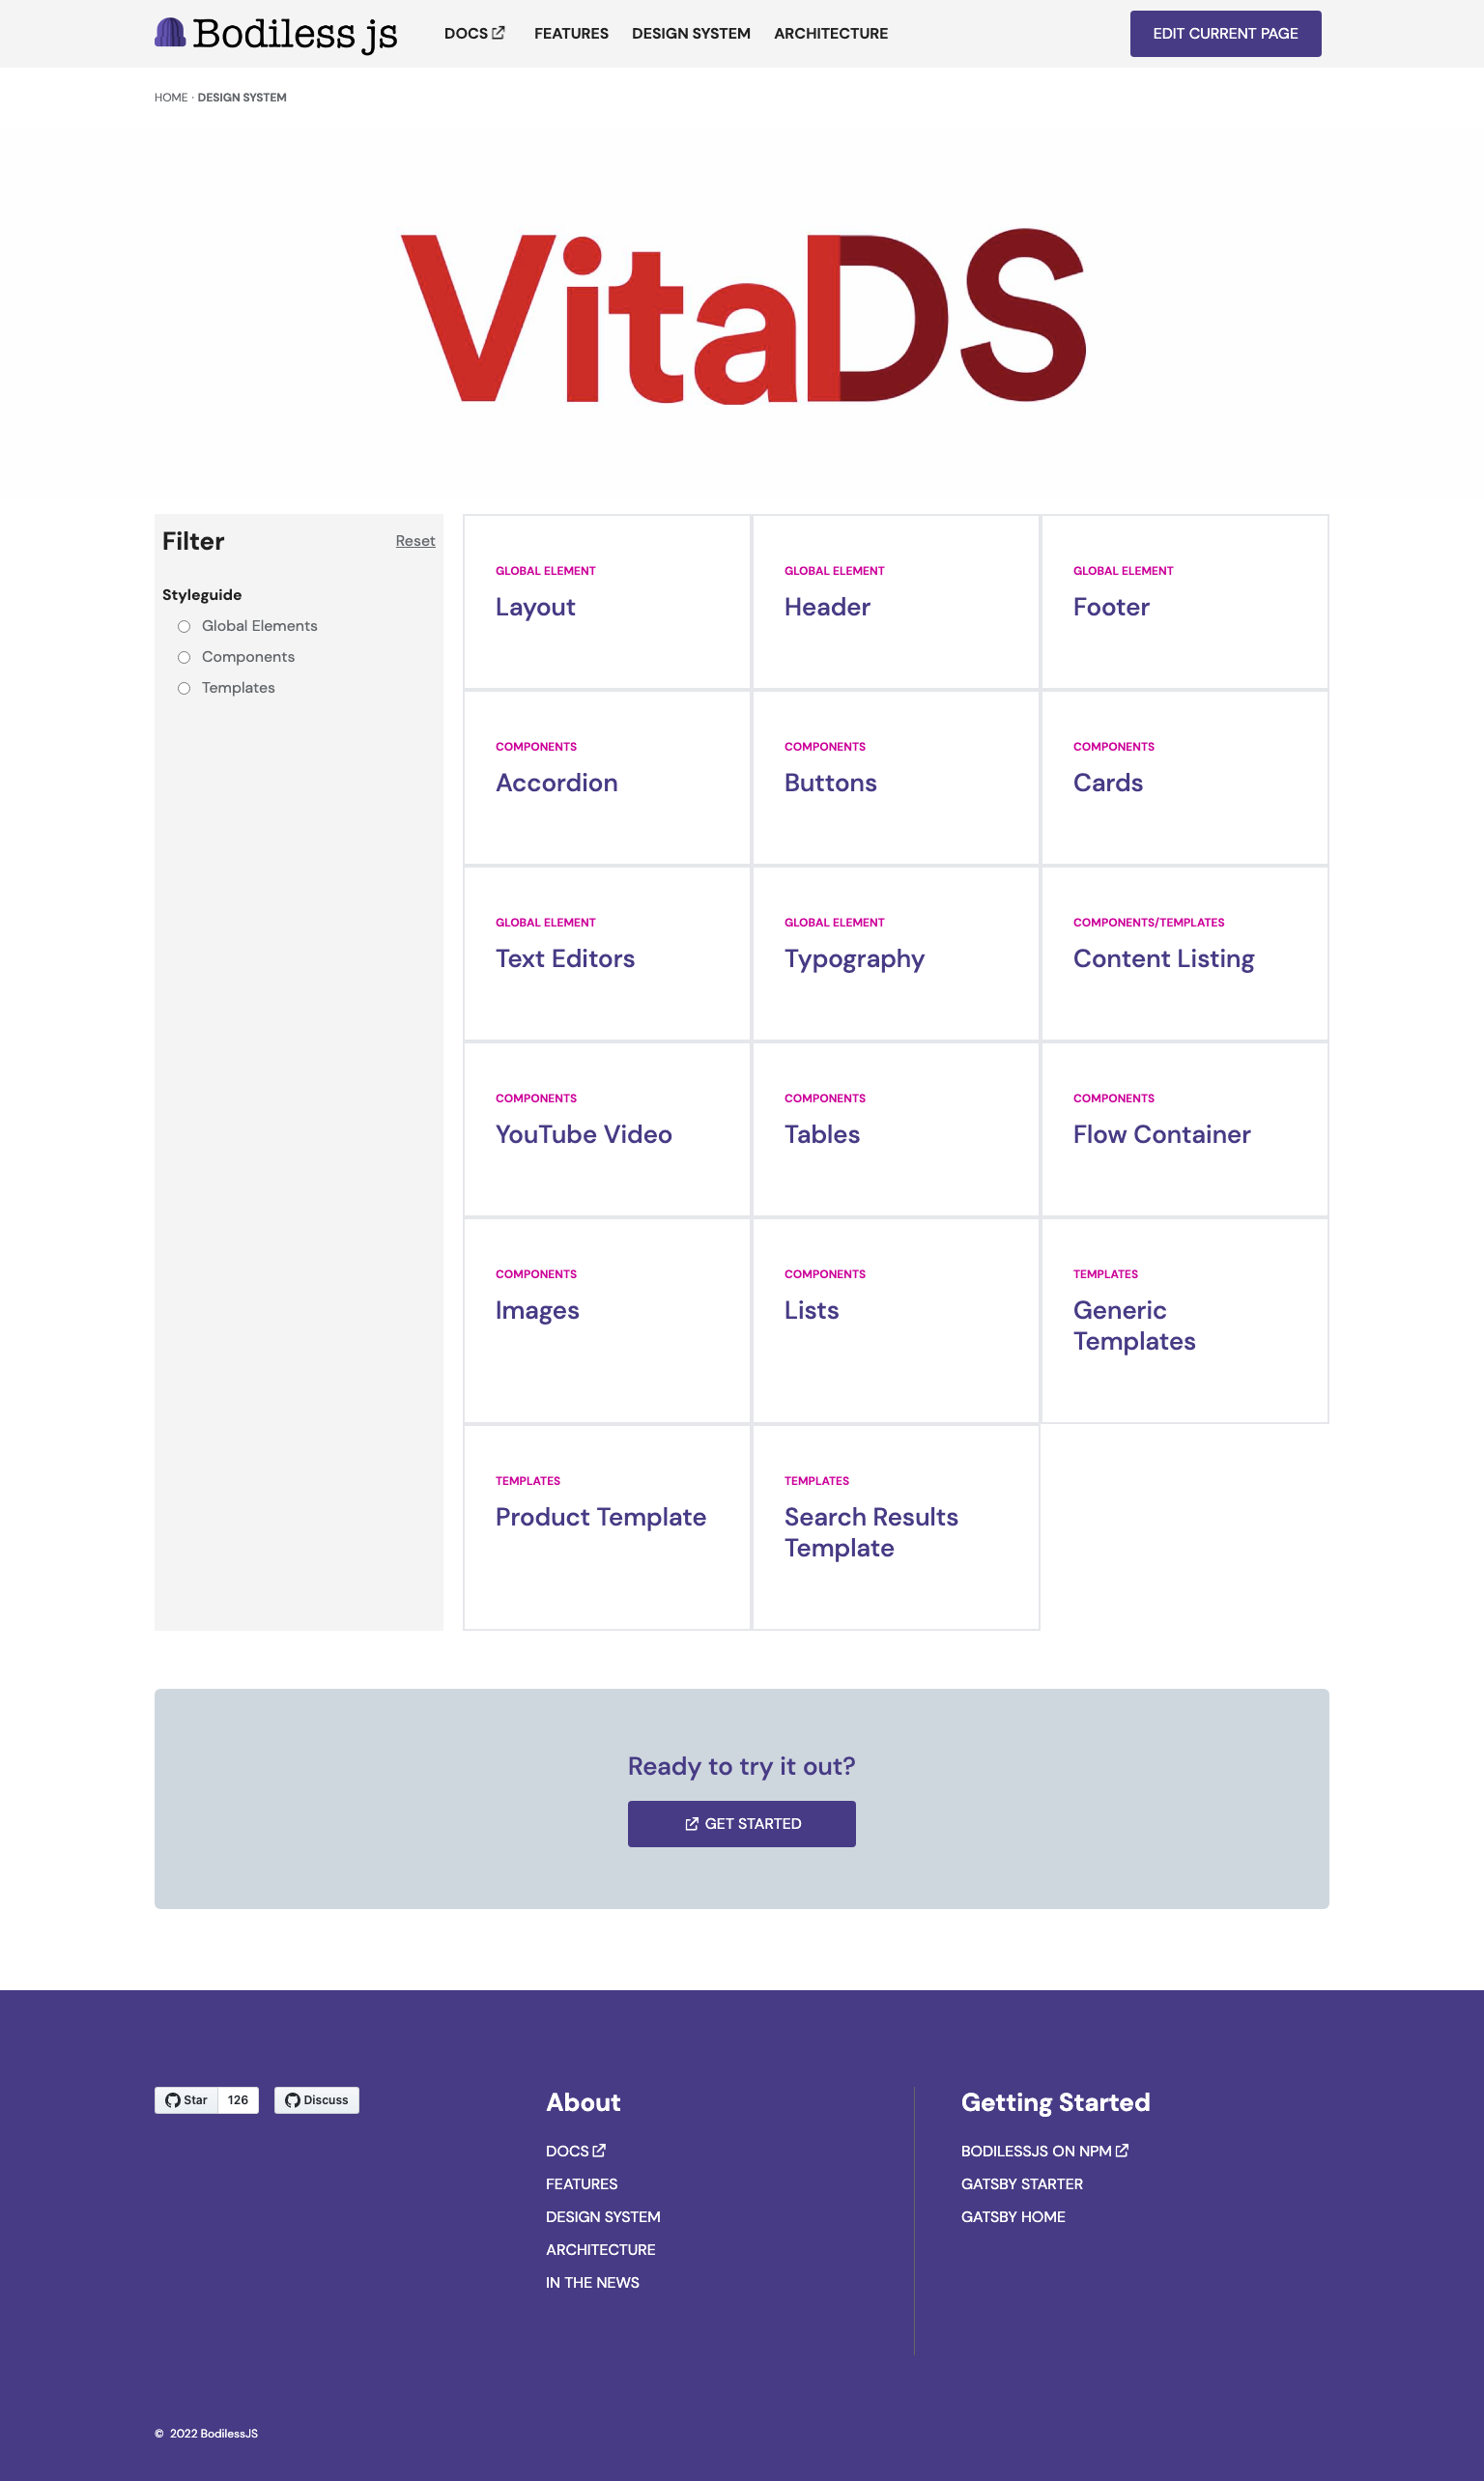 Bodiless js
DOCS
FEATURES
DESIGN SYSTEM
ARCHITECTURE
EDIT CURRENT PAGE
HOME · DESIGN SYSTEM
VitaDS
Filter
Reset
Styleguide
Global Elements
Components
Templates
GLOBAL ELEMENT
Layout
GLOBAL ELEMENT
Header
GLOBAL ELEMENT
Footer
COMPONENTS
Accordion
COMPONENTS
Buttons
COMPONENTS
Cards
GLOBAL ELEMENT
Text Editors
GLOBAL ELEMENT
Typography
COMPONENTS/TEMPLATES
Content Listing
COMPONENTS
YouTube Video
COMPONENTS
Tables
COMPONENTS
Flow Container
COMPONENTS
Images
COMPONENTS
Lists
TEMPLATES
Generic
Templates
TEMPLATES
Product Template
TEMPLATES
Search Results
Template
Ready to try it out?
GET STARTED
Star 126
Discuss
About
DOCS
FEATURES
DESIGN SYSTEM
ARCHITECTURE
IN THE NEWS
Getting Started
BODILESSJS ON NPM
GATSBY STARTER
GATSBY HOME
© 2022 BodilessJS